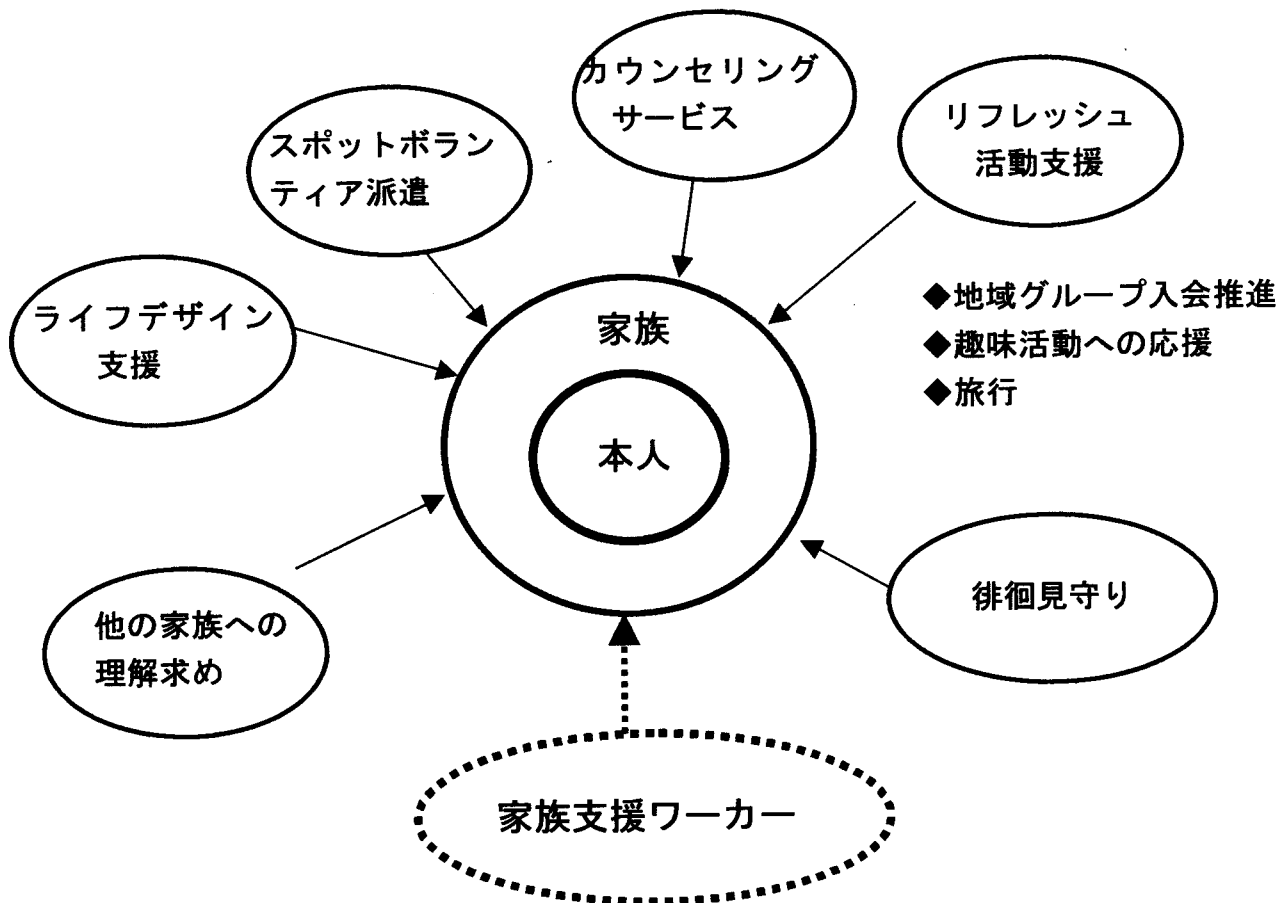 カウンセリング
サービス
リフレッシュ
活動支援
スポットボラン
ティア派遣
ライフデザイン
支援
家族
本人
◆地域グループ入会推進
◆趣味活動への応援
◆旅行
徘徊見守り
他の家族への
理解求め
家族支援ワーカー